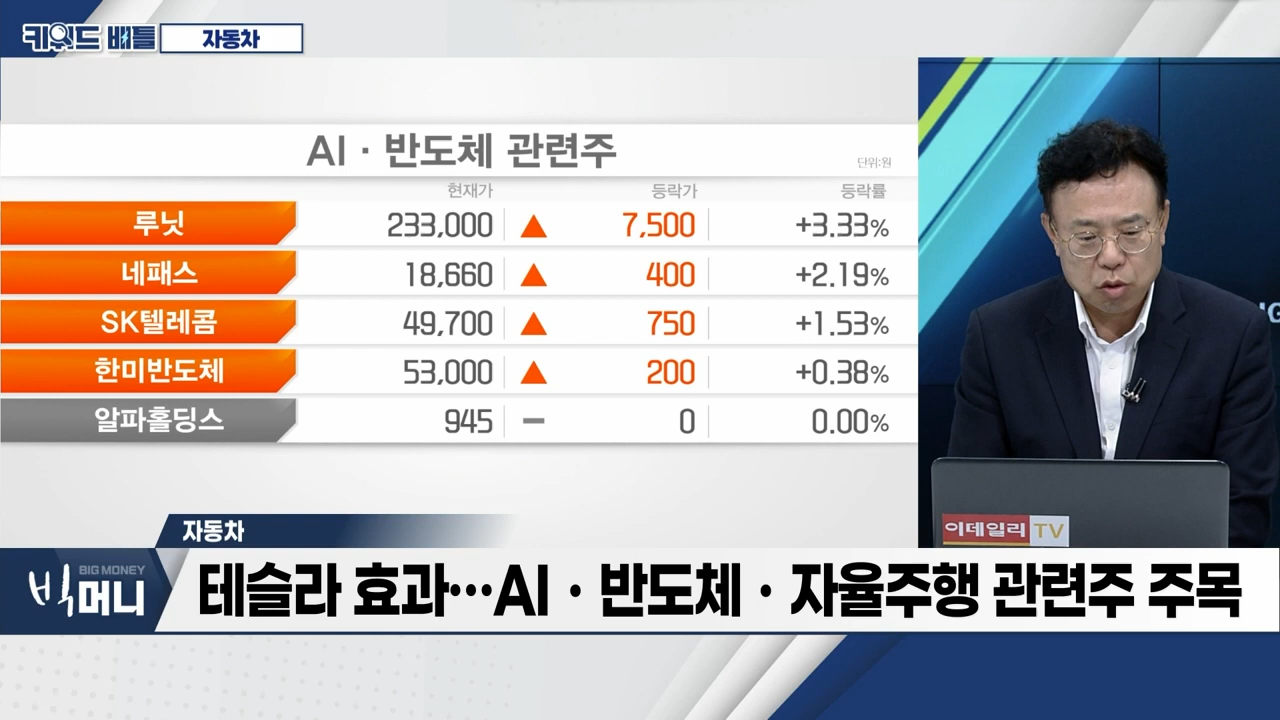 키워드 배틀 자동차
AI · 반도체 관련주
단위:원
현재가 등락가 등락률
루닛 233,000 ▲ 7,500 +3.33%
네패스 18,660 ▲ 400 +2.19%
SK텔레콤 49,700 ▲ 750 +1.53%
한미반도체 53,000 ▲ 200 +0.38%
알파홀딩스 945 - 0 0.00%
이데일리 TV
자동차
BIG MONEY
빅머니
테슬라 효과…AI · 반도체 · 자율주행 관련주 주목